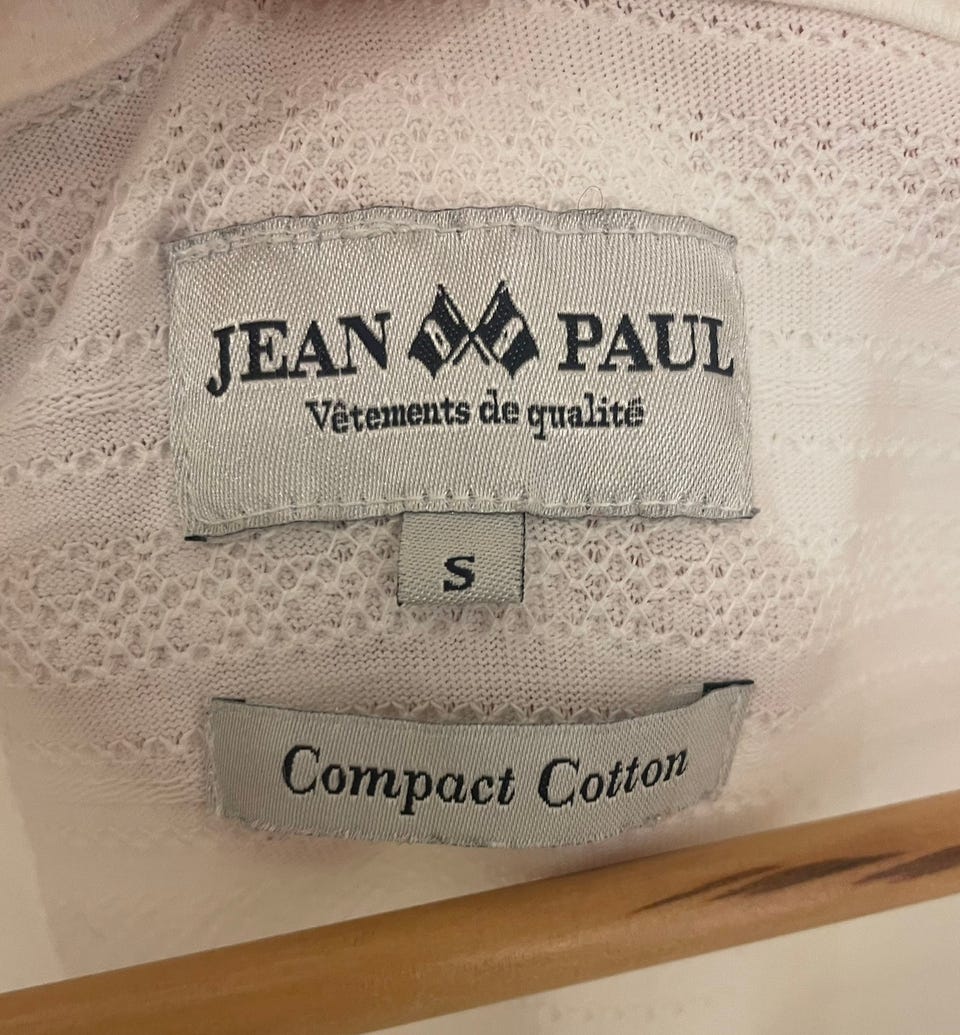 JEAN PAUL
Vêtements de qualité
S
Compact Cotton